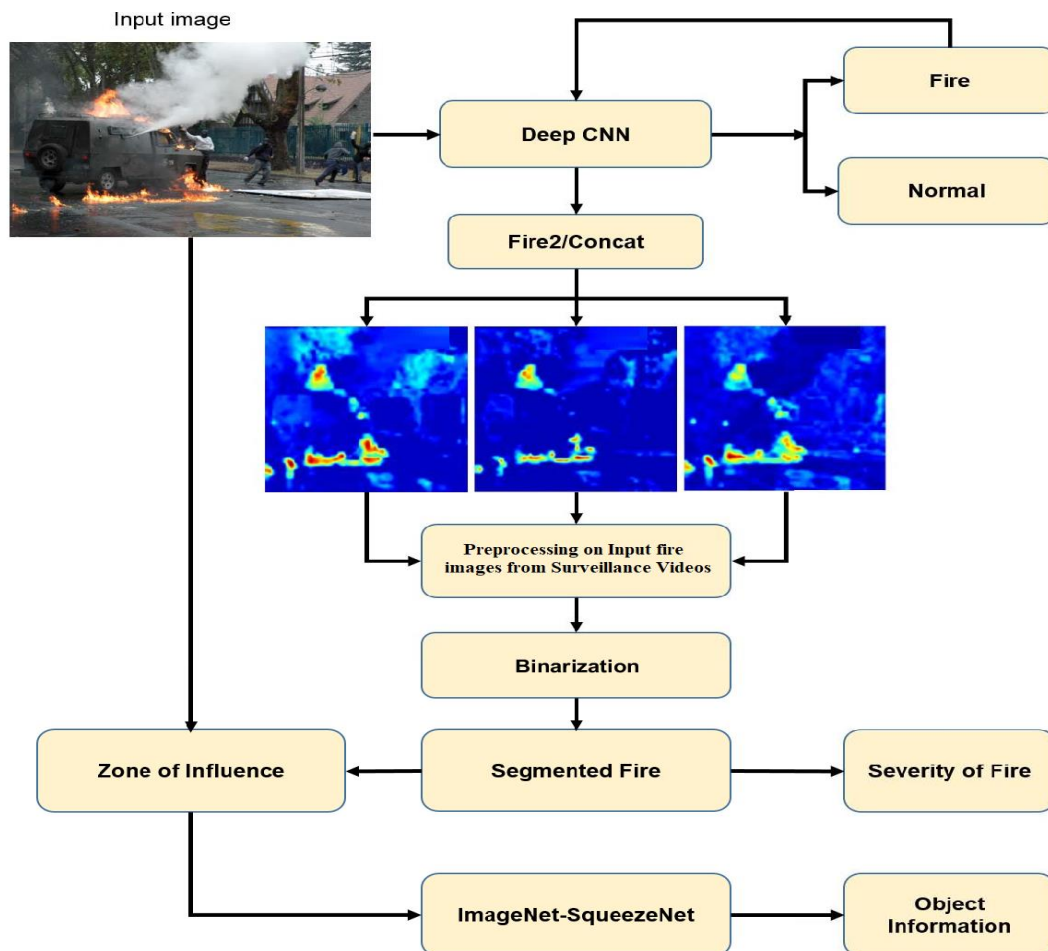 Input image
Fire
Deep CNN
Normal
Fire2/Concat
Preprocessing on Input fire
images from Surveillance Videos
Binarization
Zone of Influence
Segmented Fire
Severity of Fire
ImageNet-SqueezeNet
Object
Information